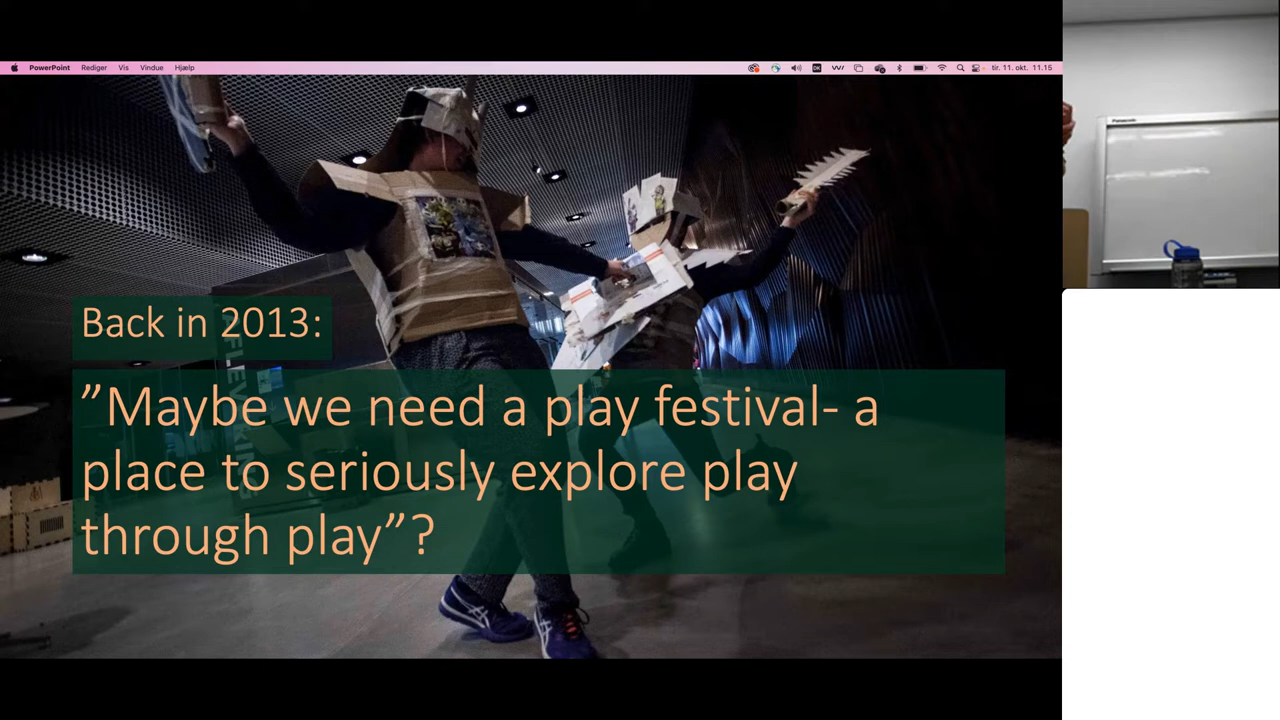 PowerPoint Rediger Vis Vindue Hjælp
tir. 11. okt. 11.15
Back in 2013:
”Maybe we need a play festival- a
place to seriously explore play
through play”?
Panasonic